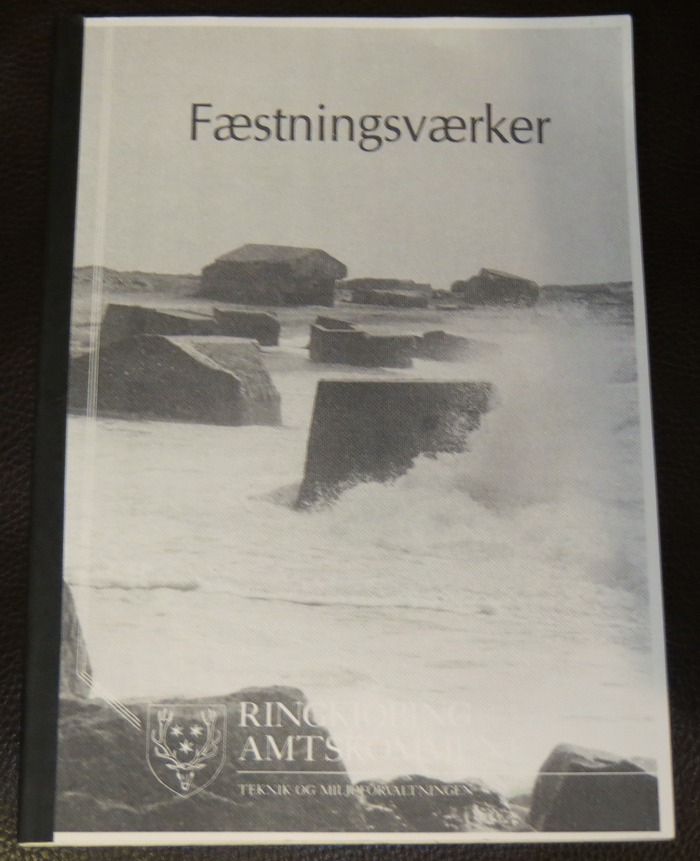 Fæstningsværker
RINGKJØBING
AMTSKOMMUNE
TEKNIK OG MILJØFORVALTNINGEN